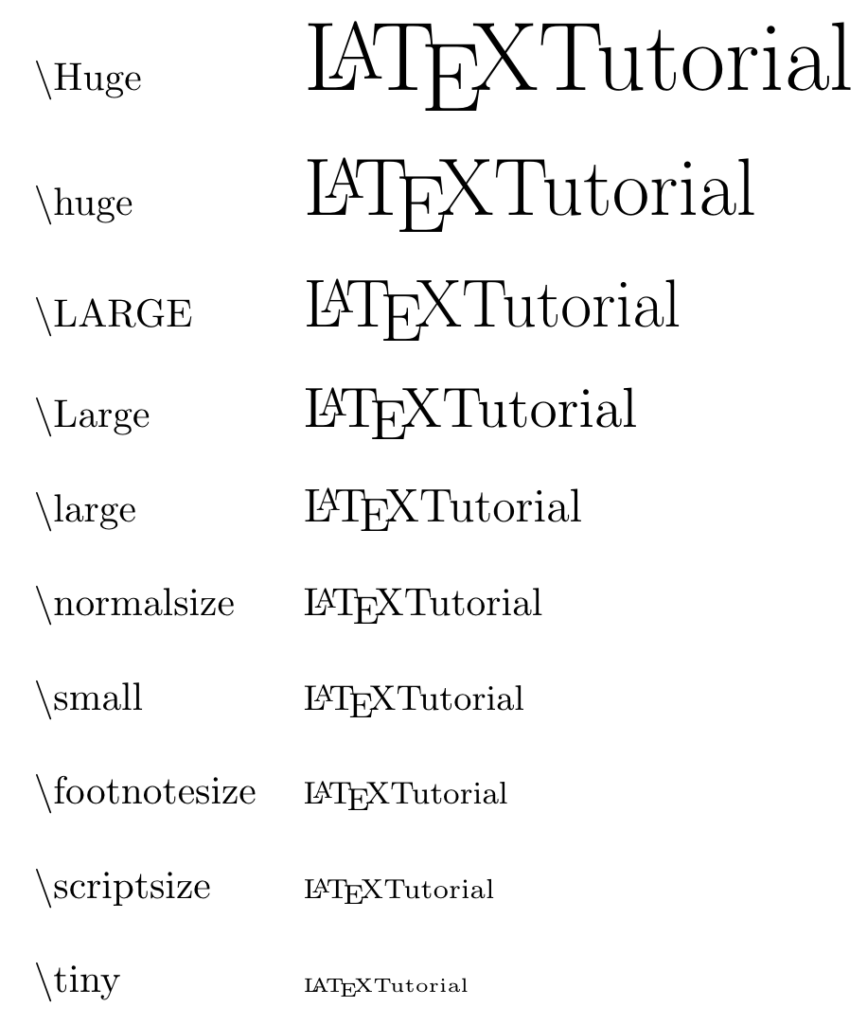 \Huge LATEXTutorial
\huge LATEXTutorial
\LARGE LATEXTutorial
\Large LATEXTutorial
\large LATEXTutorial
\normalsize LATEXTutorial
\small LATEXTutorial
\footnotesize LATEXTutorial
\scriptsize LATEXTutorial
\tiny LATEXTutorial